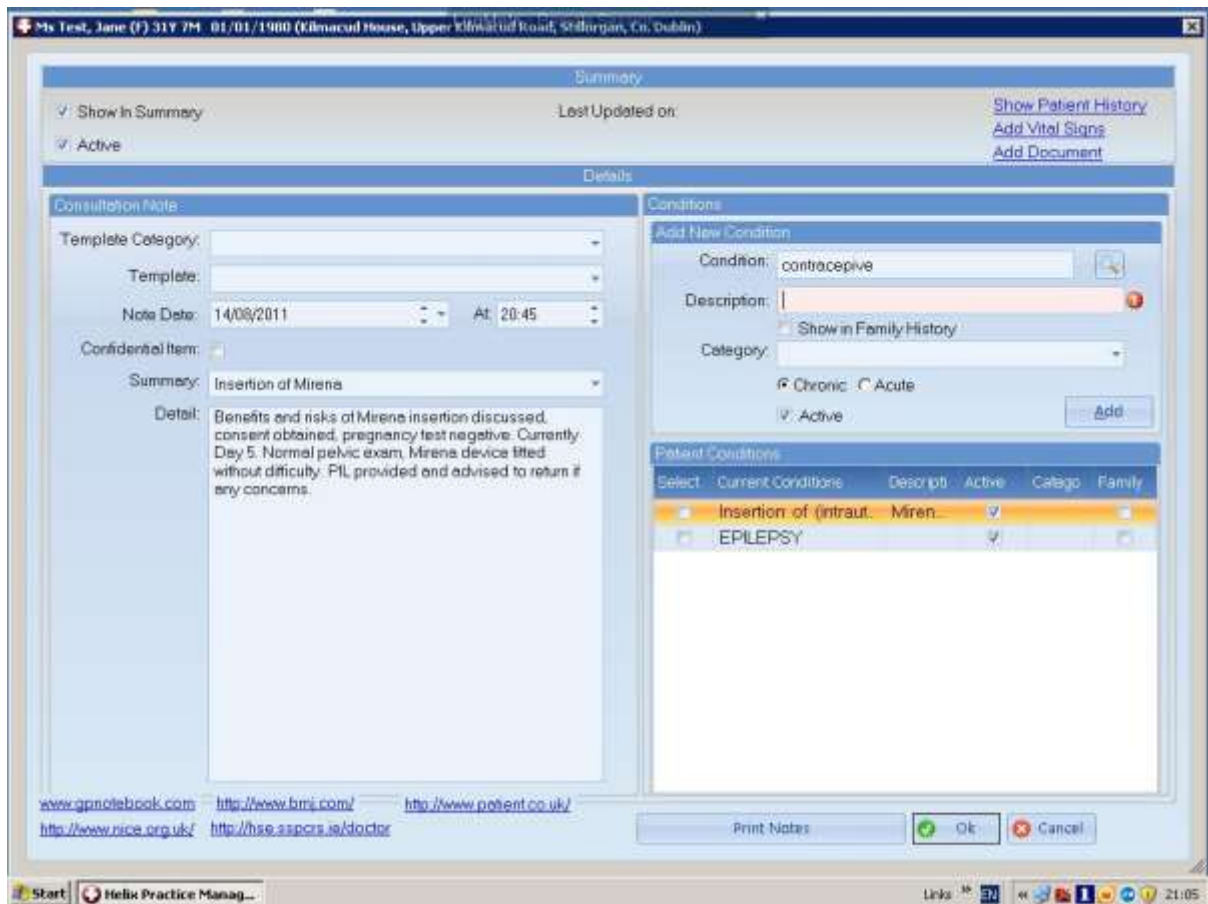 Ms Test, Jane (F) 31Y 7M 01/01/1980 (Kilmacud House, Upper Kilmacud Road, Stillorgan, Co. Dublin)
Summary
Show In Summary
Last Updated on:
Show Patient History
Active
Add Vital Signs
Add Document
Details
Consultation Note
Template Category:
Template:
Note Date: 14/08/2011 At: 20:45
Confidential Item:
Summary: Insertion of Mirena
Detail: Benefits and risks of Mirena insertion discussed,
consent obtained, pregnancy test negative. Currently
Day 5. Normal pelvic exam, Mirena device fitted
without difficulty. PIL provided and advised to return if
any concerns.
Conditions
Add New Condition
Condition: contracepive
Description:
Show in Family History
Category:
Chronic Acute
Active
Add
Patient Conditions
Select Current Conditions Descripti Active Catego Family
Insertion of (intraut.. Miren...
EPILEPSY
www.gpnotebook.com http://www.bmj.com/ http://www.patient.co.uk/
http://www.nice.org.uk/ http://hse.sspcrs.ie/doctor
Print Notes Ok Cancel
Start Helix Practice Manag... Links » EN « 21:05